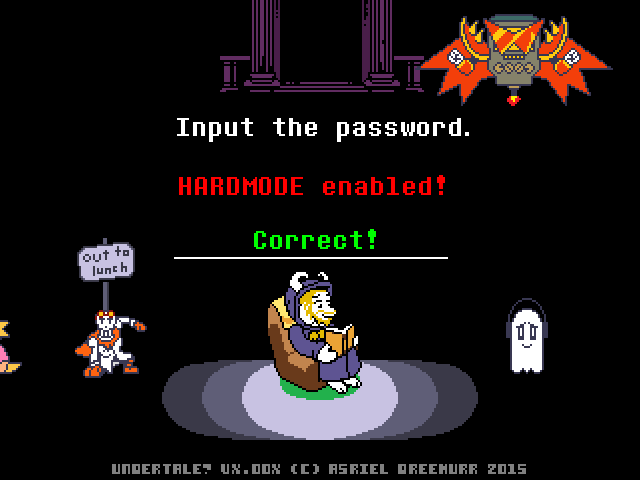 Input the password.
HARDMODE enabled!
Correct!
out to
lunch
UNDERTALE? VX.00X (C) ASRIEL DREEMURR 2015